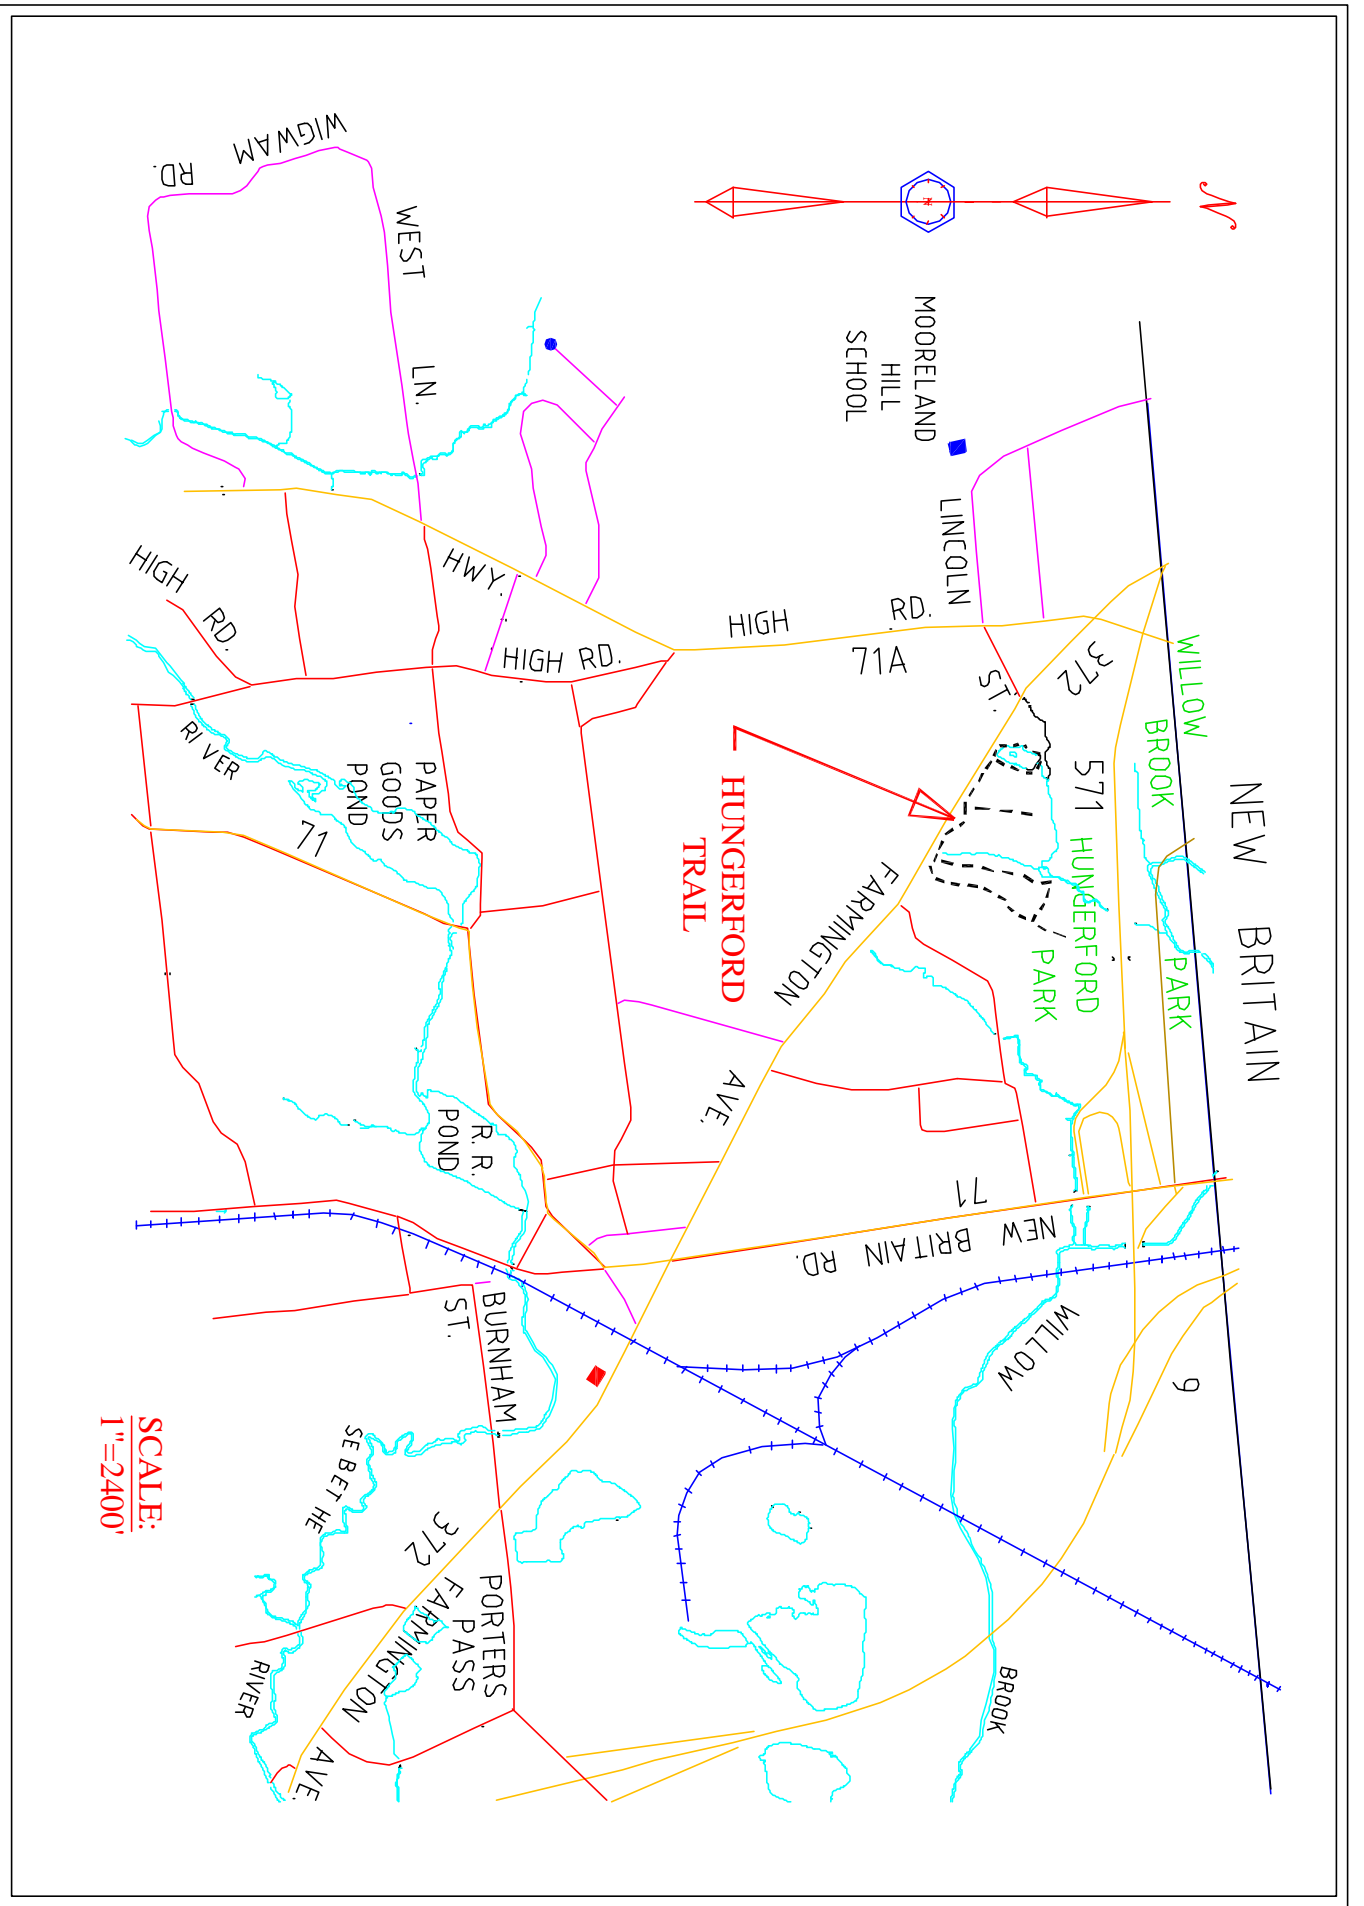 N
NEW BRITAIN
WILLOW
BROOK
PARK
571
HUNGERFORD
PARK
9
MOORELAND
HILL
SCHOOL
LINCOLN
ST.
372
HIGH RD.
71A
HUNGERFORD
TRAIL
FARMINGTON
AVE.
71
NEW BRITAIN RD.
WILLOW
BROOK
WIGWAM
RD.
WEST
LN.
HWY.
HIGH RD.
HIGH
RD.
RIVER
PAPER
GOODS
POND
71
R. R.
POND
BURNHAM
ST.
SEBETHE
RIVER
372
FARMINGTON
AVE.
PORTERS
PASS
SCALE:
1"=2400'